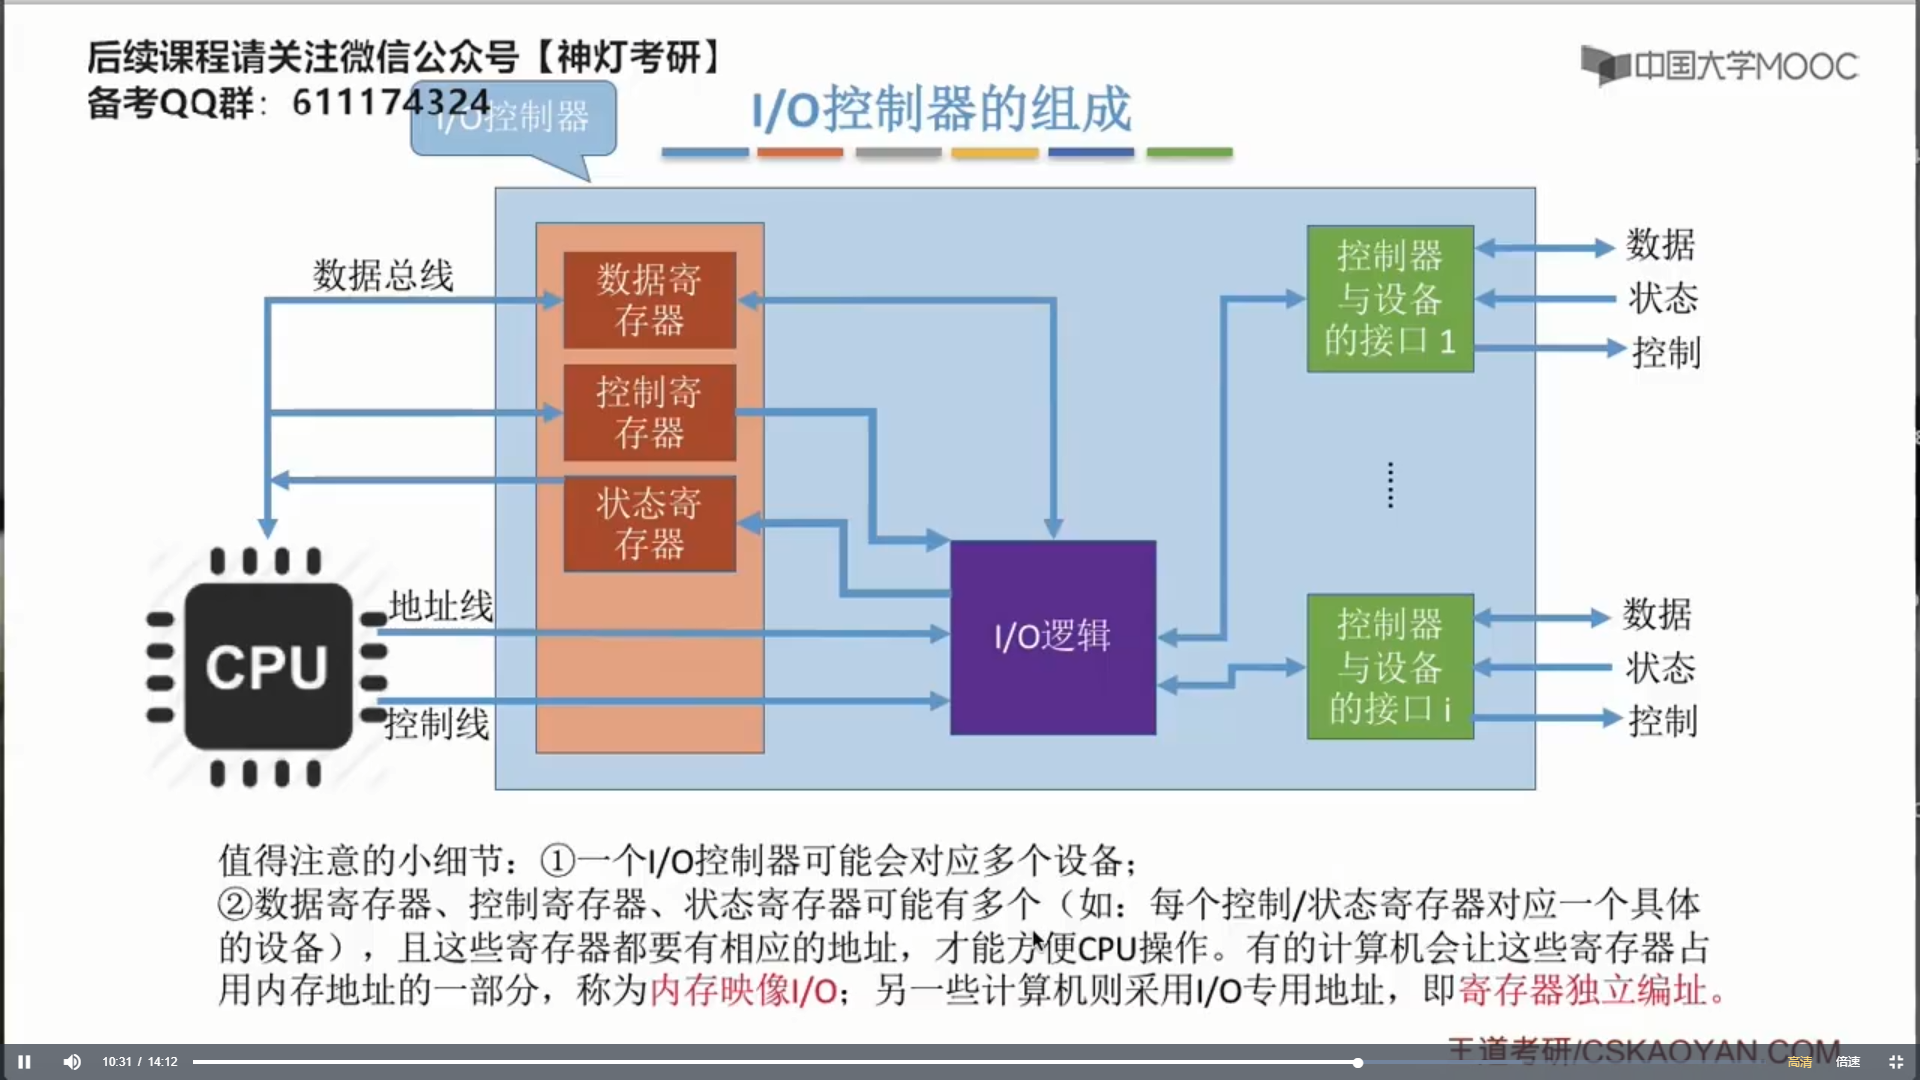 后续课程请关注微信公众号【神灯考研】
备考QQ群：611174324
中国大学MOOC
I/O控制器
I/O控制器的组成
数据总线
数据寄
存器
控制寄
存器
状态寄
存器
控制器
与设备
的接口 1
数据
状态
控制
CPU
地址线
控制线
I/O逻辑
控制器
与设备
的接口 i
数据
状态
控制
值得注意的小细节：①一个I/O控制器可能会对应多个设备；
②数据寄存器、控制寄存器、状态寄存器可能有多个（如：每个控制/状态寄存器对应一个具体
的设备），且这些寄存器都要有相应的地址，才能方便CPU操作。有的计算机会让这些寄存器占
用内存地址的一部分，称为内存映像I/O；另一些计算机则采用I/O专用地址，即寄存器独立编址。
王道考研/CSKAOYAN.COM
10:31 / 14:12
高清
倍速